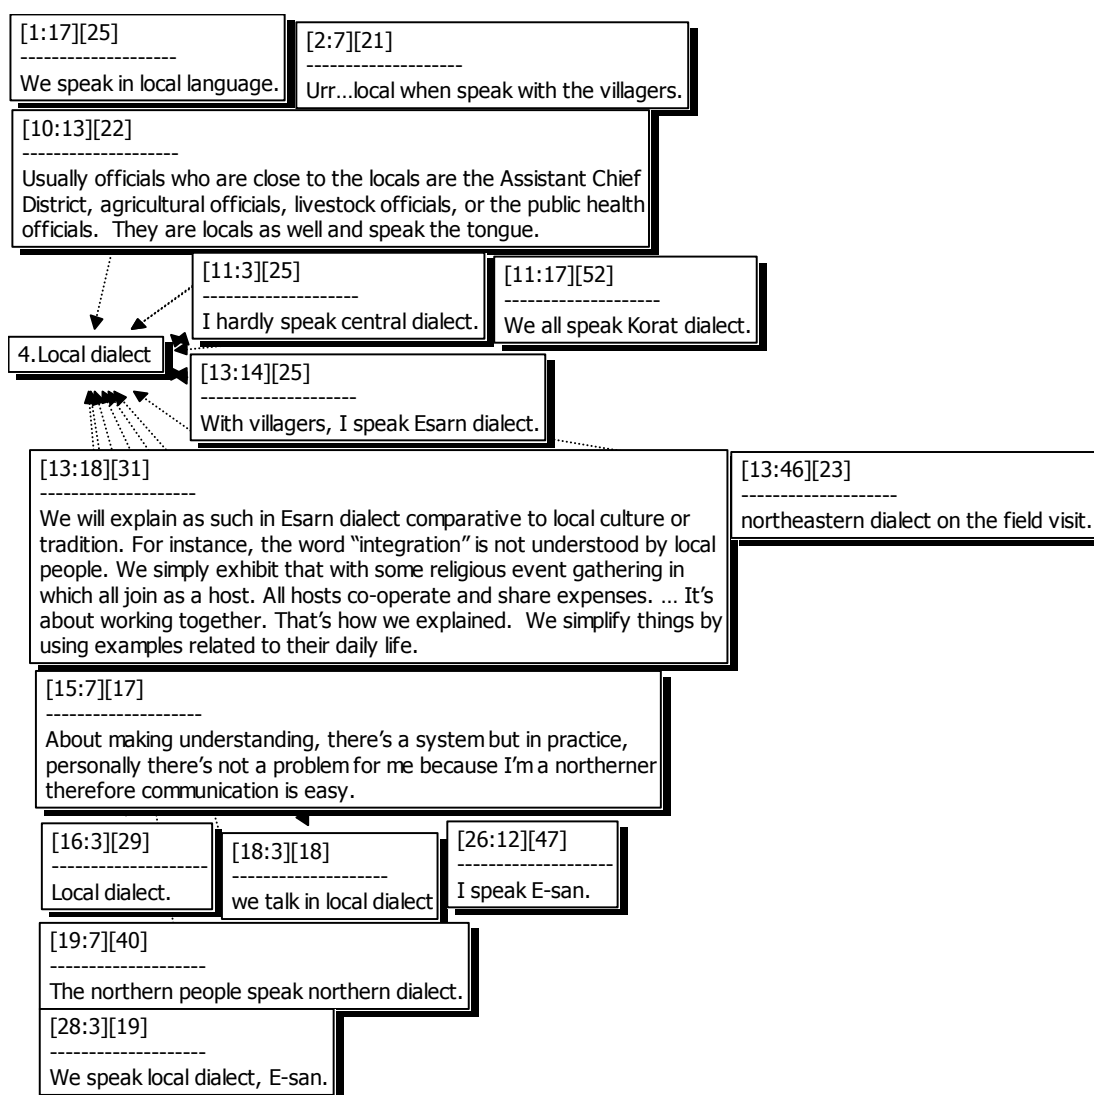 [1:17][25]
--------------------
We speak in local language.
[2:7][21]
--------------------
Urr...local when speak with the villagers.
[10:13][22]
--------------------
Usually officials who are close to the locals are the Assistant Chief
District, agricultural officials, livestock officials, or the public health
officials.  They are locals as well and speak the tongue.
[11:3][25]
--------------------
I hardly speak central dialect.
[11:17][52]
--------------------
We all speak Korat dialect.
4.Local dialect
[13:14][25]
--------------------
With villagers, I speak Esarn dialect.
[13:18][31]
--------------------
We will explain as such in Esarn dialect comparative to local culture or
tradition. For instance, the word “integration” is not understood by local
people. We simply exhibit that with some religious event gathering in
which all join as a host. All hosts co-operate and share expenses. ... It’s
about working together. That’s how we explained.  We simplify things by
using examples related to their daily life.
[13:46][23]
--------------------
northeastern dialect on the field visit.
[15:7][17]
--------------------
About making understanding, there’s a system but in practice,
personally there’s not a problem for me because I’m a northerner
therefore communication is easy.
[16:3][29]
--------------------
Local dialect.
[18:3][18]
--------------------
we talk in local dialect
[26:12][47]
--------------------
I speak E-san.
[19:7][40]
--------------------
The northern people speak northern dialect.
[28:3][19]
--------------------
We speak local dialect, E-san.